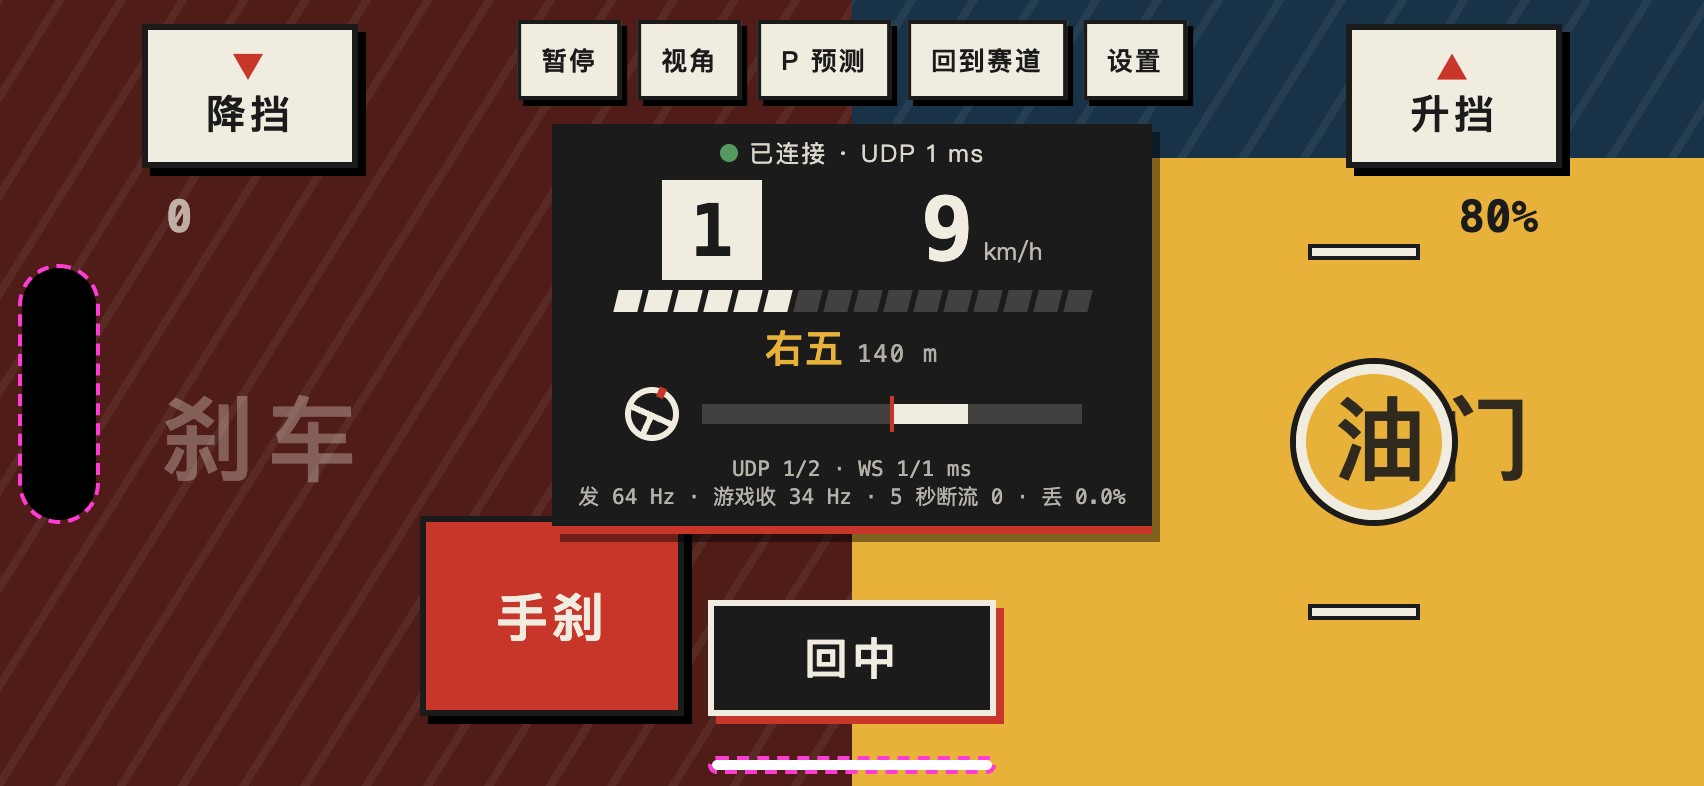 降挡
暂停
视角
P 预测
回到赛道
设置
升挡
已连接 · UDP 1 ms
0
1
9 km/h
80%
右五 140 m
刹车
油门
UDP 1/2 · WS 1/1 ms
发 64 Hz · 游戏收 34 Hz · 5 秒断流 0 · 丢 0.0%
手刹
回中